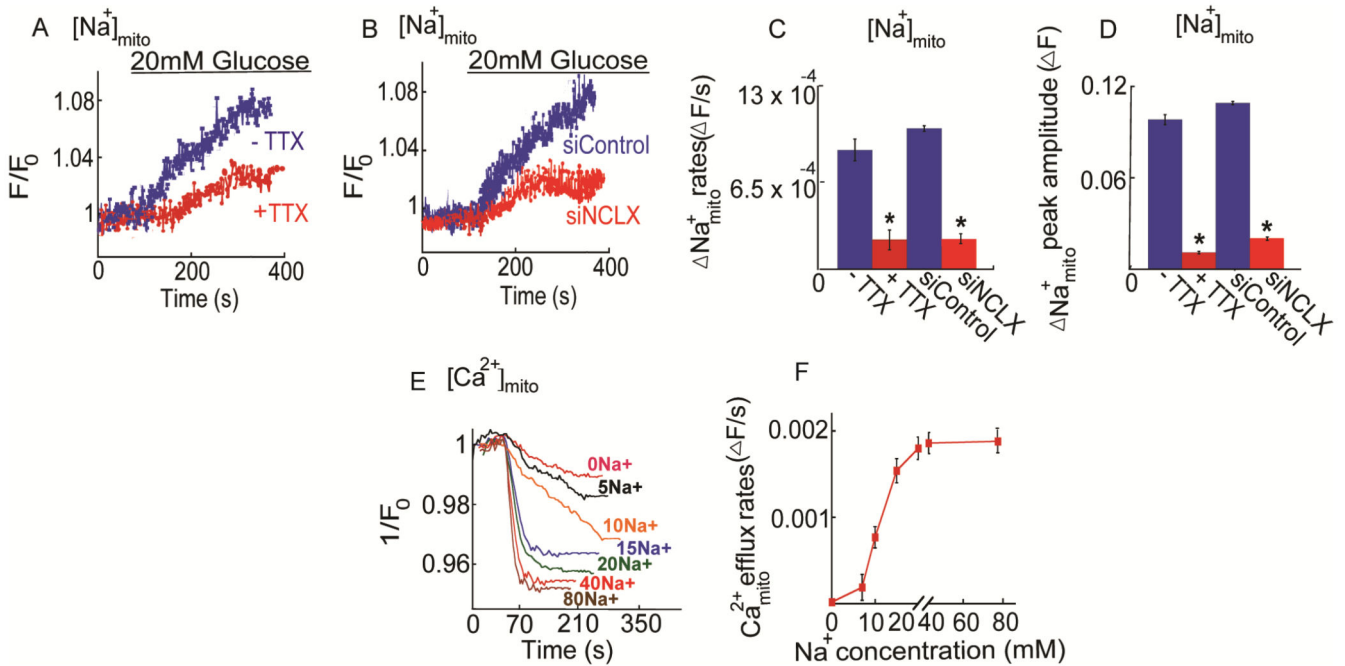 A [Na+]mito
20mM Glucose
F/F0
1.08
1.04
1
- TTX
+TTX
0 200 400
Time (s)
B [Na+]mito
20mM Glucose
F/F0
1.08
1.04
1
siControl
siNCLX
0 200 400
Time (s)
C [Na+]mito
△Na+mito rates(△F/s)
13 x 10-4
6.5 x 10-4
0
- TTX
+ TTX
siControl
siNCLX
* *
D [Na+]mito
△Na+mito peak amplitude (△F)
0.12
0.06
0
- TTX
+ TTX
siControl
siNCLX
* *
E [Ca2+]mito
1/F0
1
0.98
0.96
0Na+
5Na+
10Na+
15Na+
20Na+
40Na+
80Na+
0 70 210 350
Time (s)
F
Ca2+mito efflux rates(△F/s)
0.002
0.001
0 10 20 40 60 80
Na+ concentration (mM)